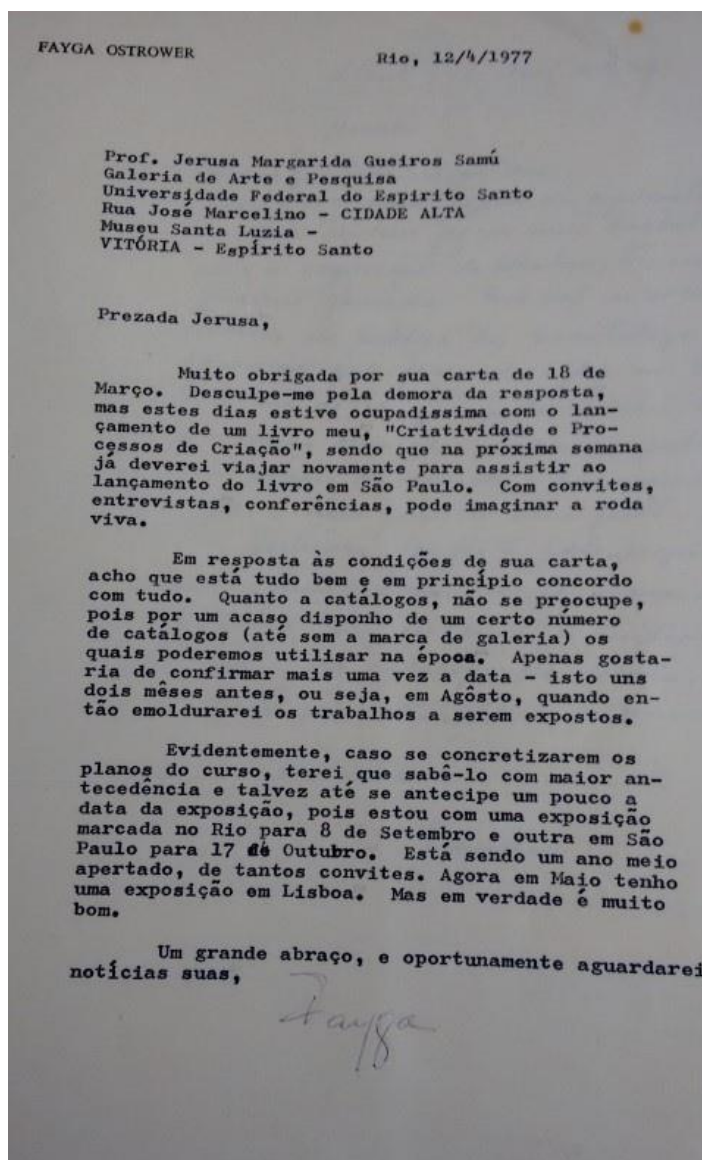 FAYGA OSTROWER
Rio, 12/4/1977
Prof. Jerusa Margarida Gueiros Samú
Galeria de Arte e Pesquisa
Universidade Federal do Espirito Santo
Rua José Marcelino - CIDADE ALTA
Museu Santa Luzia -
VITÓRIA - Espírito Santo
Prezada Jerusa,
Muito obrigada por sua carta de 18 de
Março. Desculpe-me pela demora da resposta,
mas estes dias estive ocupadissima com o lan-
çamento de um livro meu, "Criatividade e Pro-
cessos de Criação", sendo que na próxima semana
já deverei viajar novamente para assistir ao
lançamento do livro em São Paulo. Com convites,
entrevistas, conferências, pode imaginar a roda
viva.
Em resposta às condições de sua carta,
acho que está tudo bem e em princípio concordo
com tudo. Quanto a catálogos, não se preocupe,
pois por um acaso disponho de um certo número
de catálogos (até sem a marca de galeria) os
quais poderemos utilisar na época. Apenas gosta-
ria de confirmar mais uma vez a data - isto uns
dois mêses antes, ou seja, em Agôsto, quando en-
tão emoldurarei os trabalhos a serem expostos.
Evidentemente, caso se concretizarem os
planos do curso, terei que sabê-lo com maior an-
tecedência e talvez até se antecipe um pouco a
data da exposição, pois estou com uma exposição
marcada no Rio para 8 de Setembro e outra em São
Paulo para 17 de Outubro. Está sendo um ano meio
apertado, de tantos convites. Agora em Maio tenho
uma exposição em Lisboa. Mas em verdade é muito
bom.
Um grande abraço, e oportunamente aguardarei
notícias suas,
Fayga